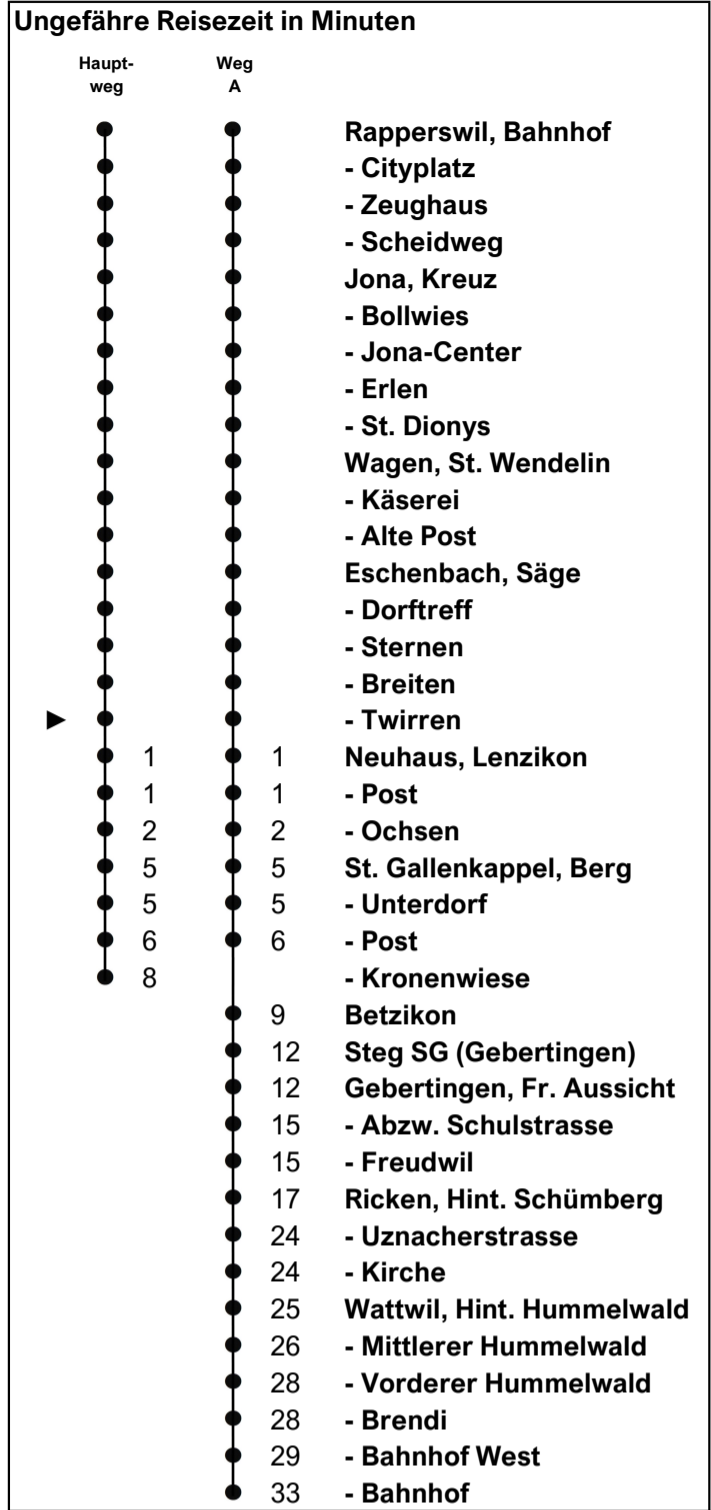 Ungefähre Reisezeit in Minuten
Haupt- Weg
weg A
Rapperswil, Bahnhof
- Cityplatz
- Zeughaus
- Scheidweg
Jona, Kreuz
- Bollwies
- Jona-Center
- Erlen
- St. Dionys
Wagen, St. Wendelin
- Käserei
- Alte Post
Eschenbach, Säge
- Dorftreff
- Sternen
- Breiten
- Twirren
1 1 Neuhaus, Lenzikon
1 1 - Post
2 2 - Ochsen
5 5 St. Gallenkappel, Berg
5 5 - Unterdorf
6 6 - Post
8 - Kronenwiese
9 Betzikon
12 Steg SG (Gebertingen)
12 Gebertingen, Fr. Aussicht
15 - Abzw. Schulstrasse
15 - Freudwil
17 Ricken, Hint. Schümberg
24 - Uznacherstrasse
24 - Kirche
25 Wattwil, Hint. Hummelwald
26 - Mittlerer Hummelwald
28 - Vorderer Hummelwald
28 - Brendi
29 - Bahnhof West
33 - Bahnhof